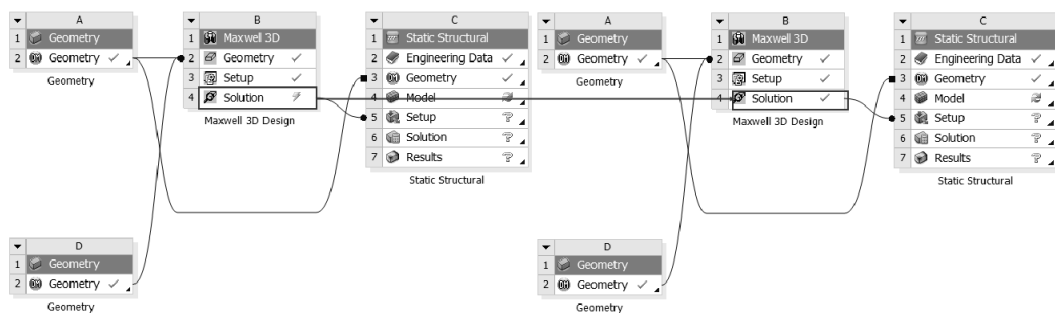 A
1 Geometry
2 Geometry
Geometry
B
1 Maxwell 3D
2 Geometry
3 Setup
4 Solution
Maxwell 3D Design
C
1 Static Structural
2 Engineering Data
3 Geometry
4 Model
5 Setup
6 Solution
7 Results
Static Structural
D
1 Geometry
2 Geometry
Geometry
A
1 Geometry
2 Geometry
Geometry
B
1 Maxwell 3D
2 Geometry
3 Setup
4 Solution
Maxwell 3D Design
C
1 Static Structural
2 Engineering Data
3 Geometry
4 Model
5 Setup
6 Solution
7 Results
Static Structural
D
1 Geometry
2 Geometry
Geometry